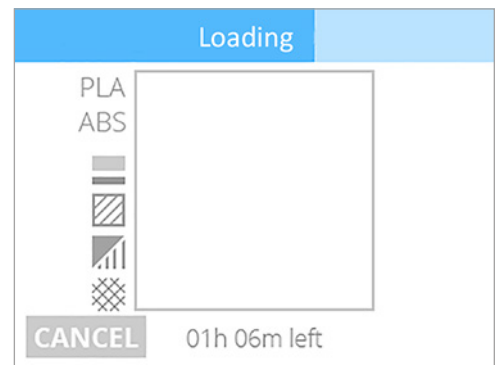 Loading
PLA
ABS
CANCEL
01h 06m left